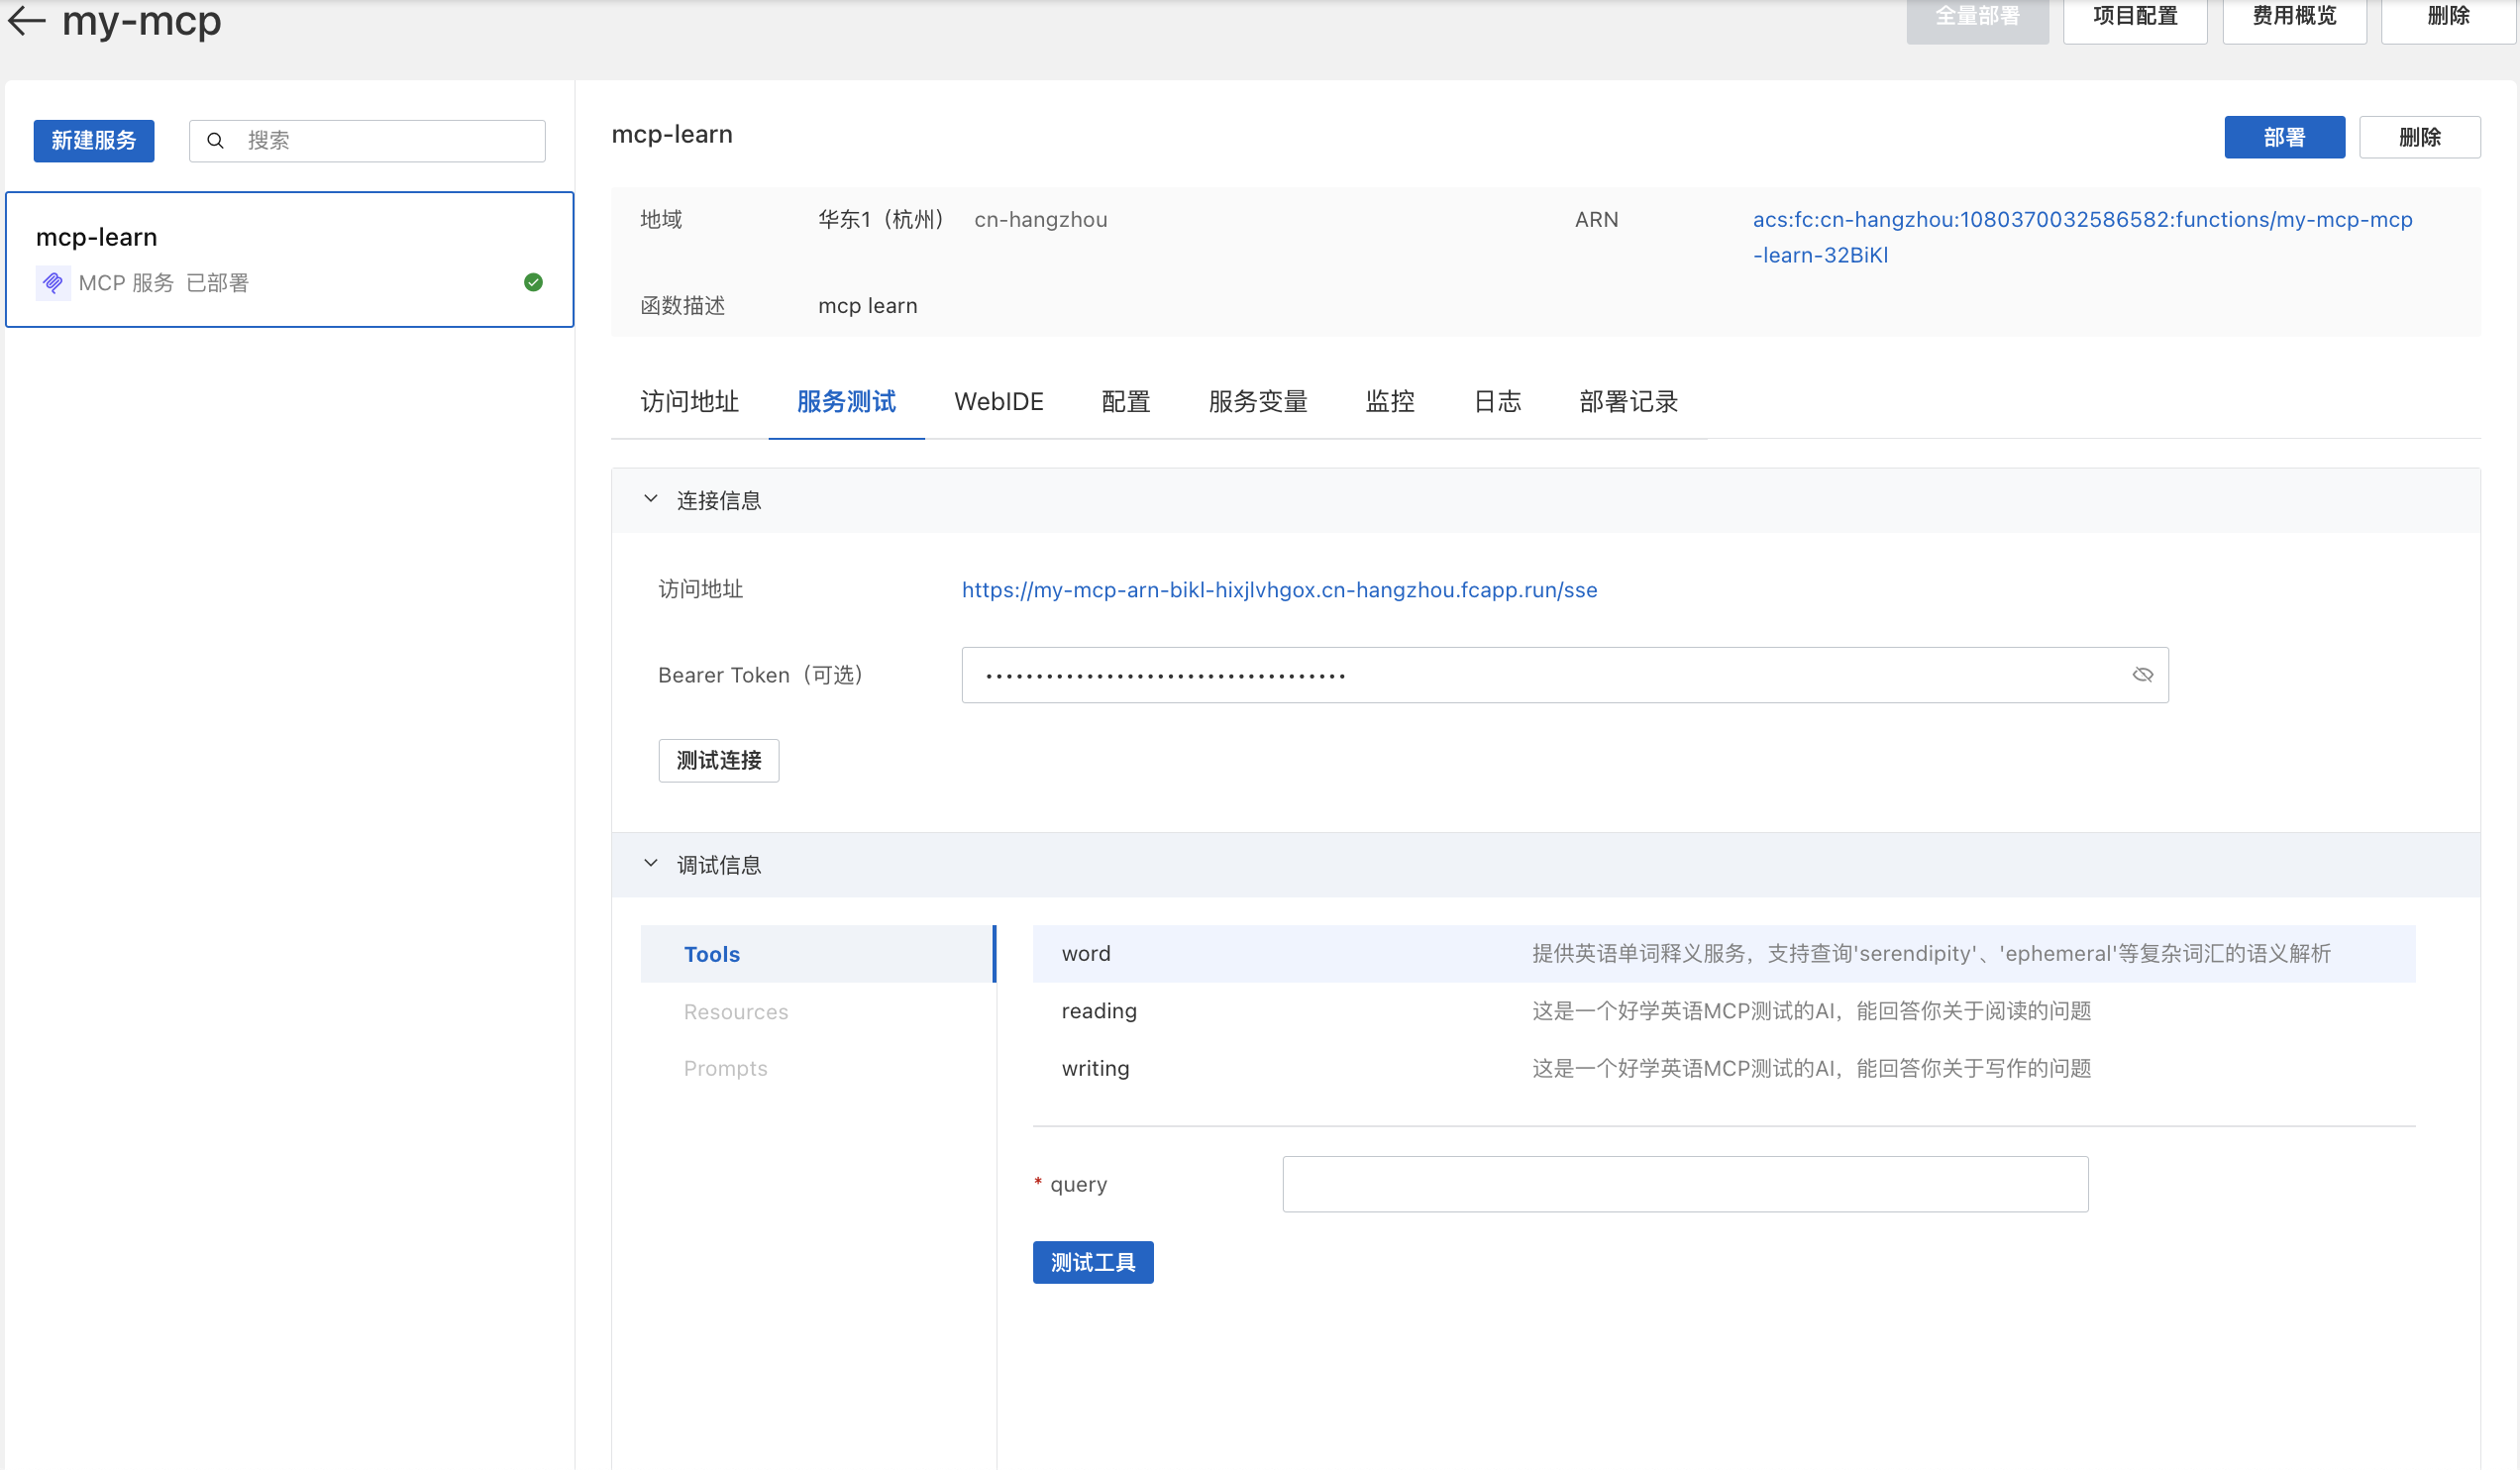 my-mcp
全量部署
项目配置
费用概览
删除
新建服务
搜索
mcp-learn
MCP 服务 已部署
mcp-learn
部署
删除
地域
华东1（杭州） cn-hangzhou
ARN
acs:fc:cn-hangzhou:1080370032586582:functions/my-mcp-mcp
-learn-32BiKl
函数描述
mcp learn
访问地址
服务测试
WebIDE
配置
服务变量
监控
日志
部署记录
连接信息
访问地址
https://my-mcp-arn-bikl-hixjlvhgox.cn-hangzhou.fcapp.run/sse
Bearer Token（可选）
测试连接
调试信息
Tools
Resources
Prompts
word
提供英语单词释义服务，支持查询'serendipity'、'ephemeral'等复杂词汇的语义解析
reading
这是一个好学英语MCP测试的AI，能回答你关于阅读的问题
writing
这是一个好学英语MCP测试的AI，能回答你关于写作的问题
* query
测试工具